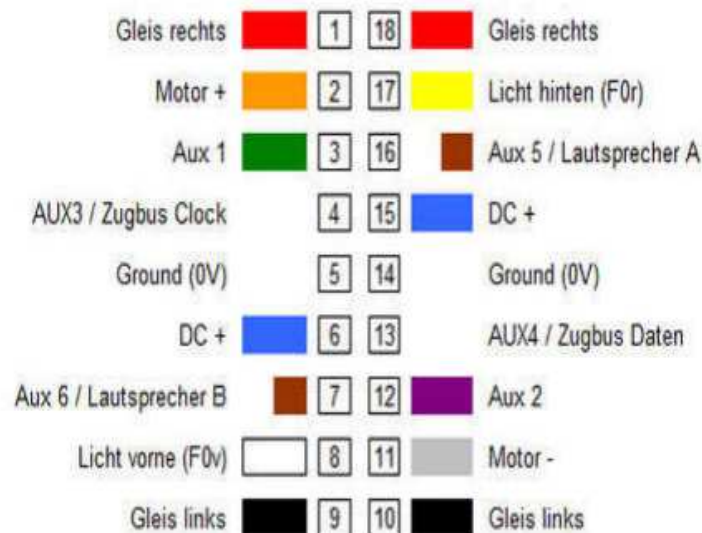 Gleis rechts 1 18 Gleis rechts
Motor + 2 17 Licht hinten (F0r)
Aux 1 3 16 Aux 5 / Lautsprecher A
AUX3 / Zugbus Clock 4 15 DC +
Ground (0V) 5 14 Ground (0V)
DC + 6 13 AUX4 / Zugbus Daten
Aux 6 / Lautsprecher B 7 12 Aux 2
Licht vorne (F0v) 8 11 Motor -
Gleis links 9 10 Gleis links